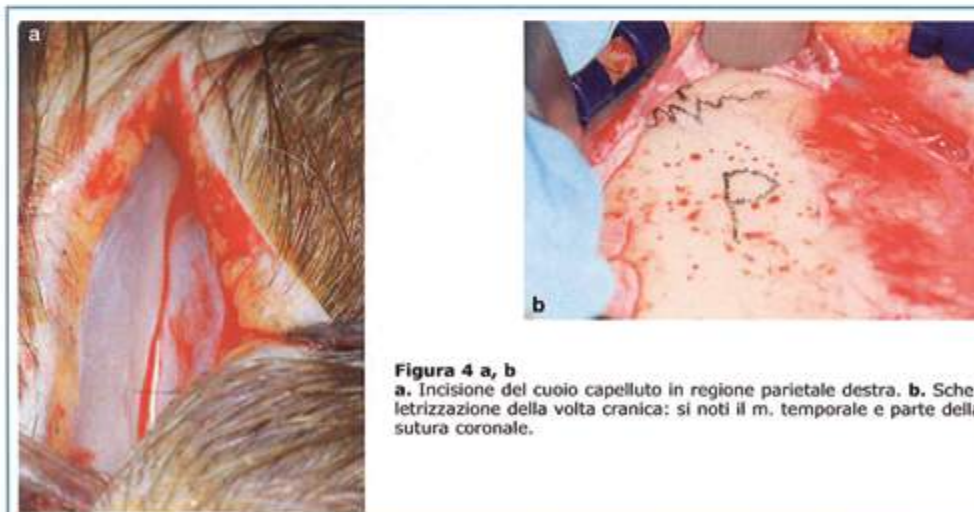 a
P
b
Figura 4 a, b
a. Incisione del cuoio capelluto in regione parietale destra. b. Sche-
letrizzazione della volta cranica: si noti il m. temporale e parte della
sutura coronale.